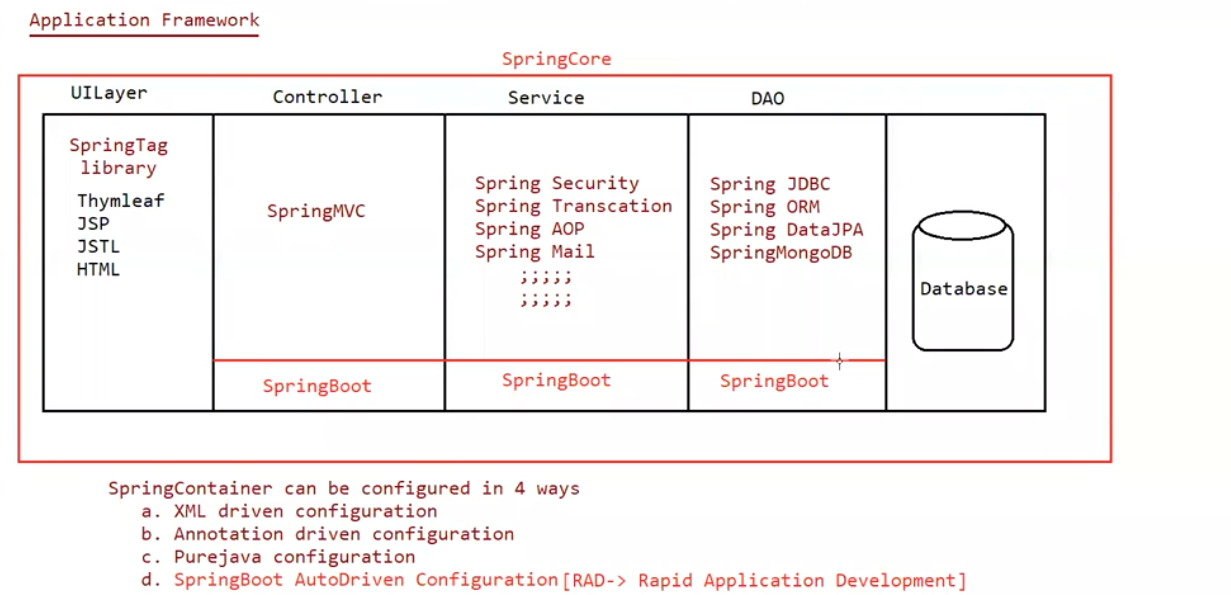 Application Framework
SpringCore
UILayer
Controller
Service
DAO
SpringTag
library
Thymleaf
JSP
JSTL
HTML
SpringMVC
Spring Security
Spring Transcation
Spring AOP
Spring Mail
;;;;;
;;;;;
Spring JDBC
Spring ORM
Spring DataJPA
SpringMongoDB
Database
SpringBoot
SpringBoot
SpringBoot
SpringContainer can be configured in 4 ways
a. XML driven configuration
b. Annotation driven configuration
c. Purejava configuration
d. SpringBoot AutoDriven Configuration[RAD-> Rapid Application Development]